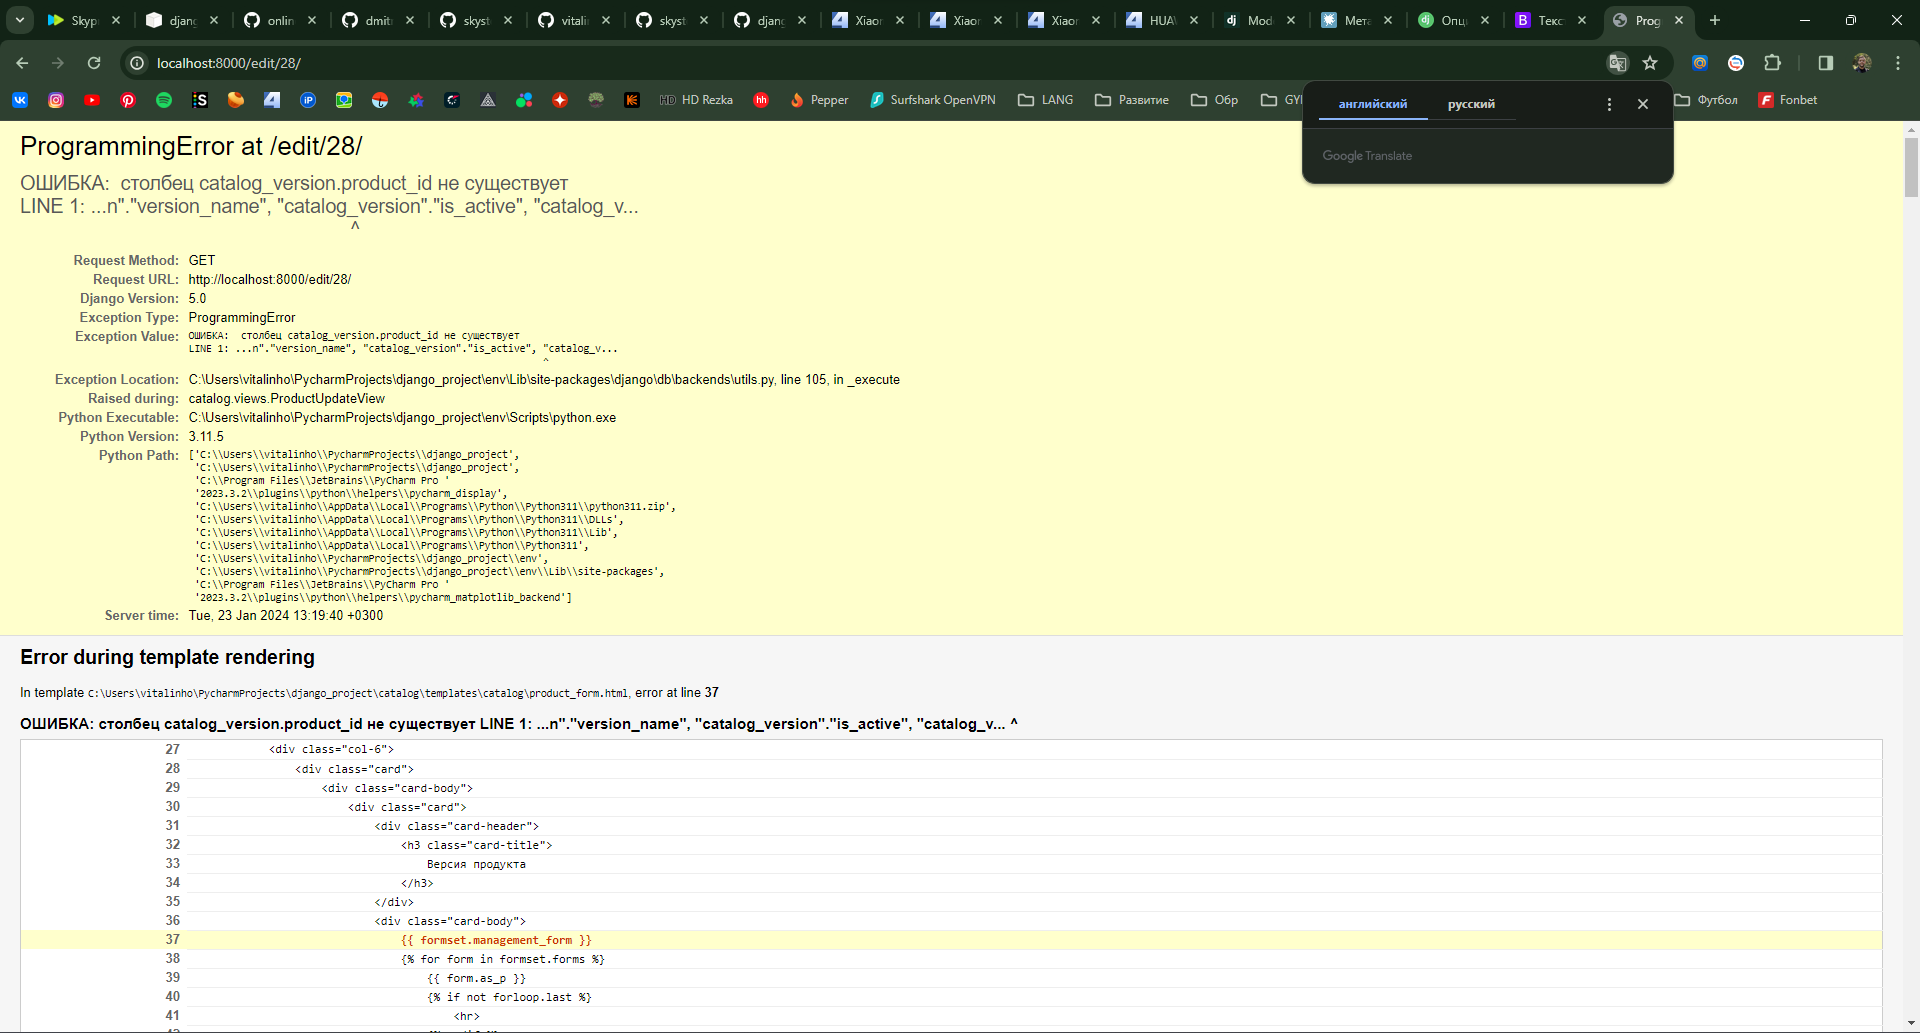 Skyp
djang
onlin
dmitr
skyst
vitalin
skyst
djang
Xiaor
Xiaor
Xiaor
HUAV
Mode
Мета
Опци
Текс
Prog
localhost:8000/edit/28/
HD Rezka
Pepper
Surfshark OpenVPN
LANG
Развитие
Обр
Футбол
Fonbet
английский русский
Google Translate
ProgrammingError at /edit/28/
ОШИБКА:  столбец catalog_version.product_id не существует
LINE 1: ...n"."version_name", "catalog_version"."is_active", "catalog_v...
^
Request Method: GET
Request URL: http://localhost:8000/edit/28/
Django Version: 5.0
Exception Type: ProgrammingError
Exception Value: ОШИБКА:  столбец catalog_version.product_id не существует
LINE 1: ...n"."version_name", "catalog_version"."is_active", "catalog_v...
^
Exception Location: C:\Users\vitalinho\PycharmProjects\django_project\env\Lib\site-packages\django\db\backends\utils.py, line 105, in _execute
Raised during: catalog.views.ProductUpdateView
Python Executable: C:\Users\vitalinho\PycharmProjects\django_project\env\Scripts\python.exe
Python Version: 3.11.5
Python Path: ['C:\\Users\\vitalinho\\PycharmProjects\\django_project',
'C:\\Users\\vitalinho\\PycharmProjects\\django_project',
'C:\\Program Files\\JetBrains\\PyCharm Pro '
'2023.3.2\\plugins\\python\\helpers\\pycharm_display',
'C:\\Users\\vitalinho\\AppData\\Local\\Programs\\Python\\Python311\\python311.zip',
'C:\\Users\\vitalinho\\AppData\\Local\\Programs\\Python\\Python311\\DLLs',
'C:\\Users\\vitalinho\\AppData\\Local\\Programs\\Python\\Python311\\Lib',
'C:\\Users\\vitalinho\\AppData\\Local\\Programs\\Python\\Python311',
'C:\\Users\\vitalinho\\PycharmProjects\\django_project\\env',
'C:\\Users\\vitalinho\\PycharmProjects\\django_project\\env\\Lib\\site-packages',
'C:\\Program Files\\JetBrains\\PyCharm Pro '
'2023.3.2\\plugins\\python\\helpers\\pycharm_matplotlib_backend']
Server time: Tue, 23 Jan 2024 13:19:40 +0300
Error during template rendering
In template C:\Users\vitalinho\PycharmProjects\django_project\catalog\templates\catalog\product_form.html, error at line 37
ОШИБКА: столбец catalog_version.product_id не существует LINE 1: ...n"."version_name", "catalog_version"."is_active", "catalog_v... ^
27 <div class="col-6">
28 <div class="card">
29 <div class="card-body">
30 <div class="card">
31 <div class="card-header">
32 <h3 class="card-title">
33 Версия продукта
34 </h3>
35 </div>
36 <div class="card-body">
37 {{ formset.management_form }}
38 {% for form in formset.forms %}
39 {{ form.as_p }}
40 {% if not forloop.last %}
41 <hr>